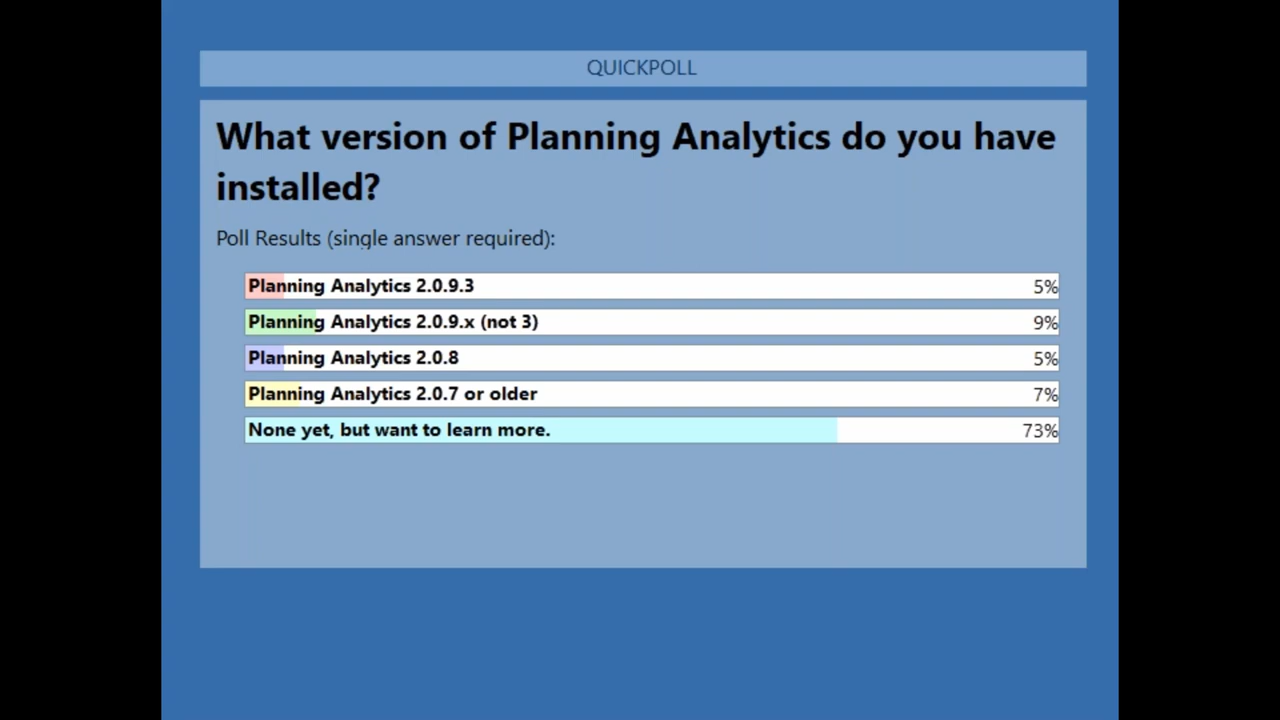 QUICKPOLL
What version of Planning Analytics do you have
installed?
Poll Results (single answer required):
Planning Analytics 2.0.9.3 5%
Planning Analytics 2.0.9.x (not 3) 9%
Planning Analytics 2.0.8 5%
Planning Analytics 2.0.7 or older 7%
None yet, but want to learn more. 73%